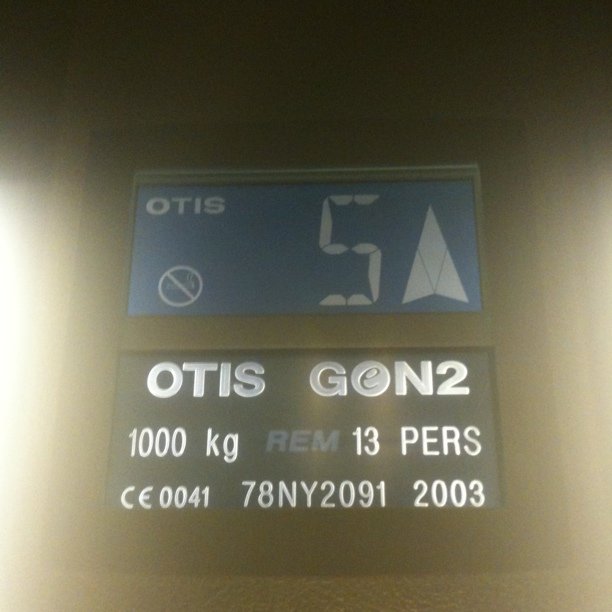 OTIS
5
OTIS GeN2
1000 kg REM 13 PERS
CE 0041 78NY2091 2003